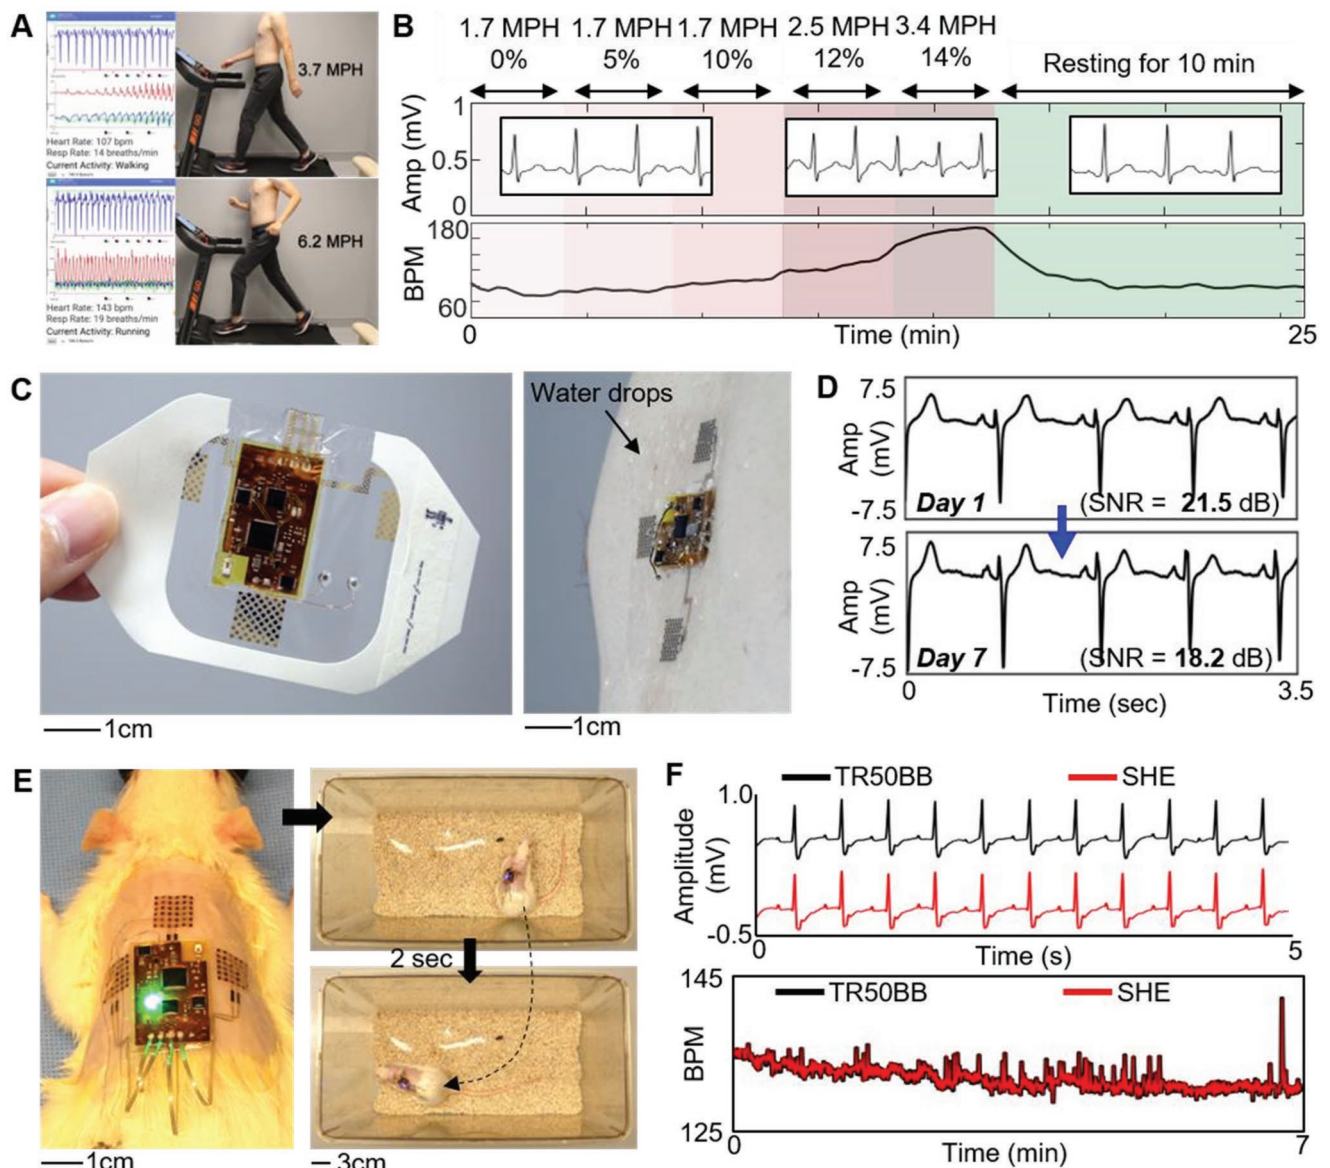 A
3.7 MPH
Heart Rate: 107 bpm
Resp Rate: 14 breaths/min
Current Activity: Walking
6.2 MPH
Heart Rate: 143 bpm
Resp Rate: 19 breaths/min
Current Activity: Running
B
1.7 MPH 1.7 MPH 1.7 MPH 2.5 MPH 3.4 MPH
0% 5% 10% 12% 14% Resting for 10 min
Amp (mV)
1
0.5
0
BPM
180
60
0 Time (min) 25
C
Water drops
1cm
1cm
D
Amp (mV)
7.5
-7.5
Day 1 (SNR = 21.5 dB)
Amp (mV)
7.5
-7.5
Day 7 (SNR = 18.2 dB)
0 Time (sec) 3.5
E
2 sec
1cm
3cm
F
TR50BB SHE
Amplitude (mV)
1.0
-0.5
0 Time (s) 5
TR50BB SHE
BPM
145
125
0 Time (min) 7